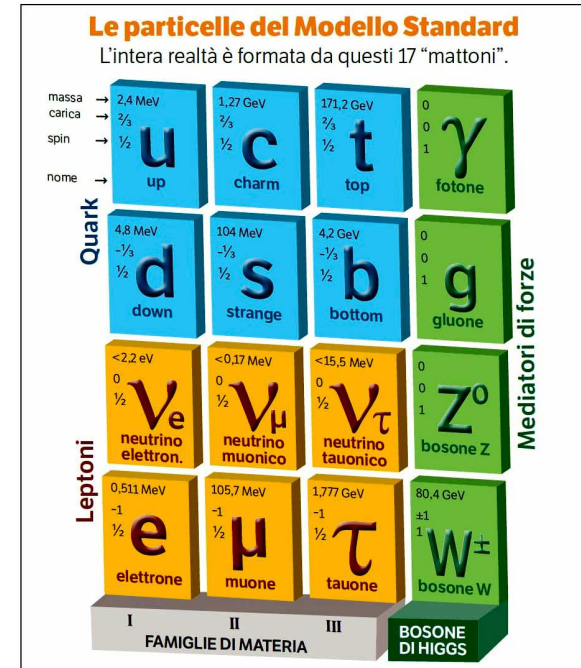 Le particelle del Modello Standard
L'intera realtà è formata da questi 17 “mattoni”.
massa
carica
spin
nome
Quark
2,4 MeV
⅔
½
u
up
1,27 GeV
⅔
½
c
charm
171,2 GeV
⅔
½
t
top
0
0
1
γ
fotone
4,8 MeV
-⅓
½
d
down
104 MeV
-⅓
½
s
strange
4,2 GeV
-⅓
½
b
bottom
0
0
1
g
gluone
Mediatori di forze
Leptoni
<2,2 eV
0
½
νe
neutrino
elettron.
<0,17 MeV
0
½
νμ
neutrino
muonico
<15,5 MeV
0
½
ντ
neutrino
tauonico
0
0
1
Z⁰
bosone Z
0,511 MeV
-1
½
e
elettrone
105,7 MeV
-1
½
μ
muone
1,777 GeV
-1
½
τ
tauone
80,4 GeV
±1
1
W±
bosone W
I
II
III
FAMIGLIE DI MATERIA
BOSONE
DI HIGGS